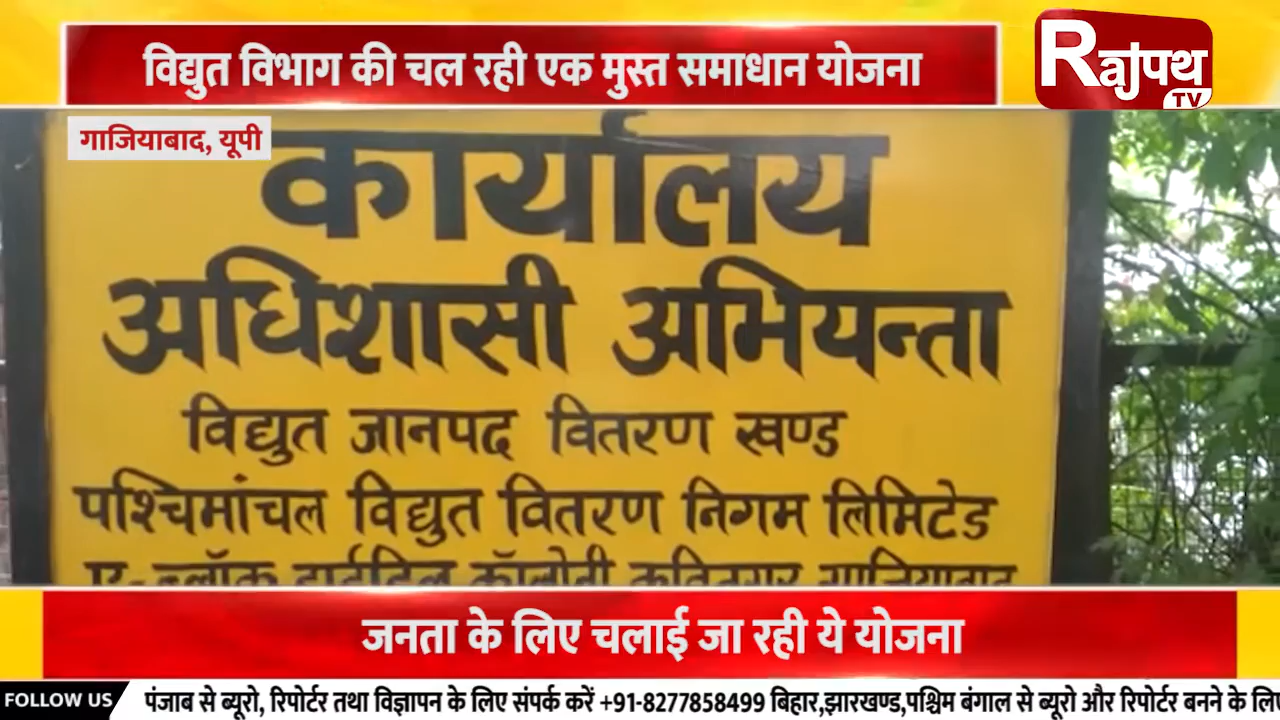 विद्युत विभाग की चल रही एक मुस्त समाधान योजना
Rajपथ
TV
गाजियाबाद, यूपी
कार्यालय
अधिशासी अभियन्ता
विद्युत जानपद वितरण खण्ड
पश्चिमांचल विद्युत वितरण निगम लिमिटेड
जनता के लिए चलाई जा रही ये योजना
FOLLOW US
पंजाब से ब्यूरो, रिपोर्टर तथा विज्ञापन के लिए संपर्क करें +91-8277858499 बिहार,झारखण्ड,पश्चिम बंगाल से ब्यूरो और रिपोर्टर बनने के